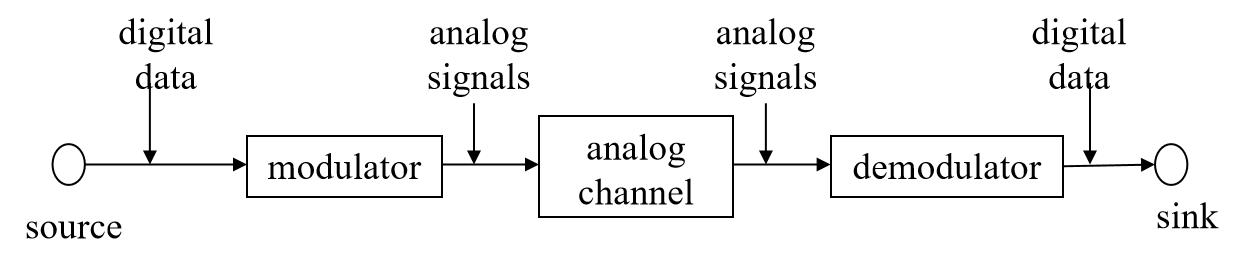 digital
data
analog
signals
analog
signals
digital
data
modulator
analog
channel
demodulator
source
sink